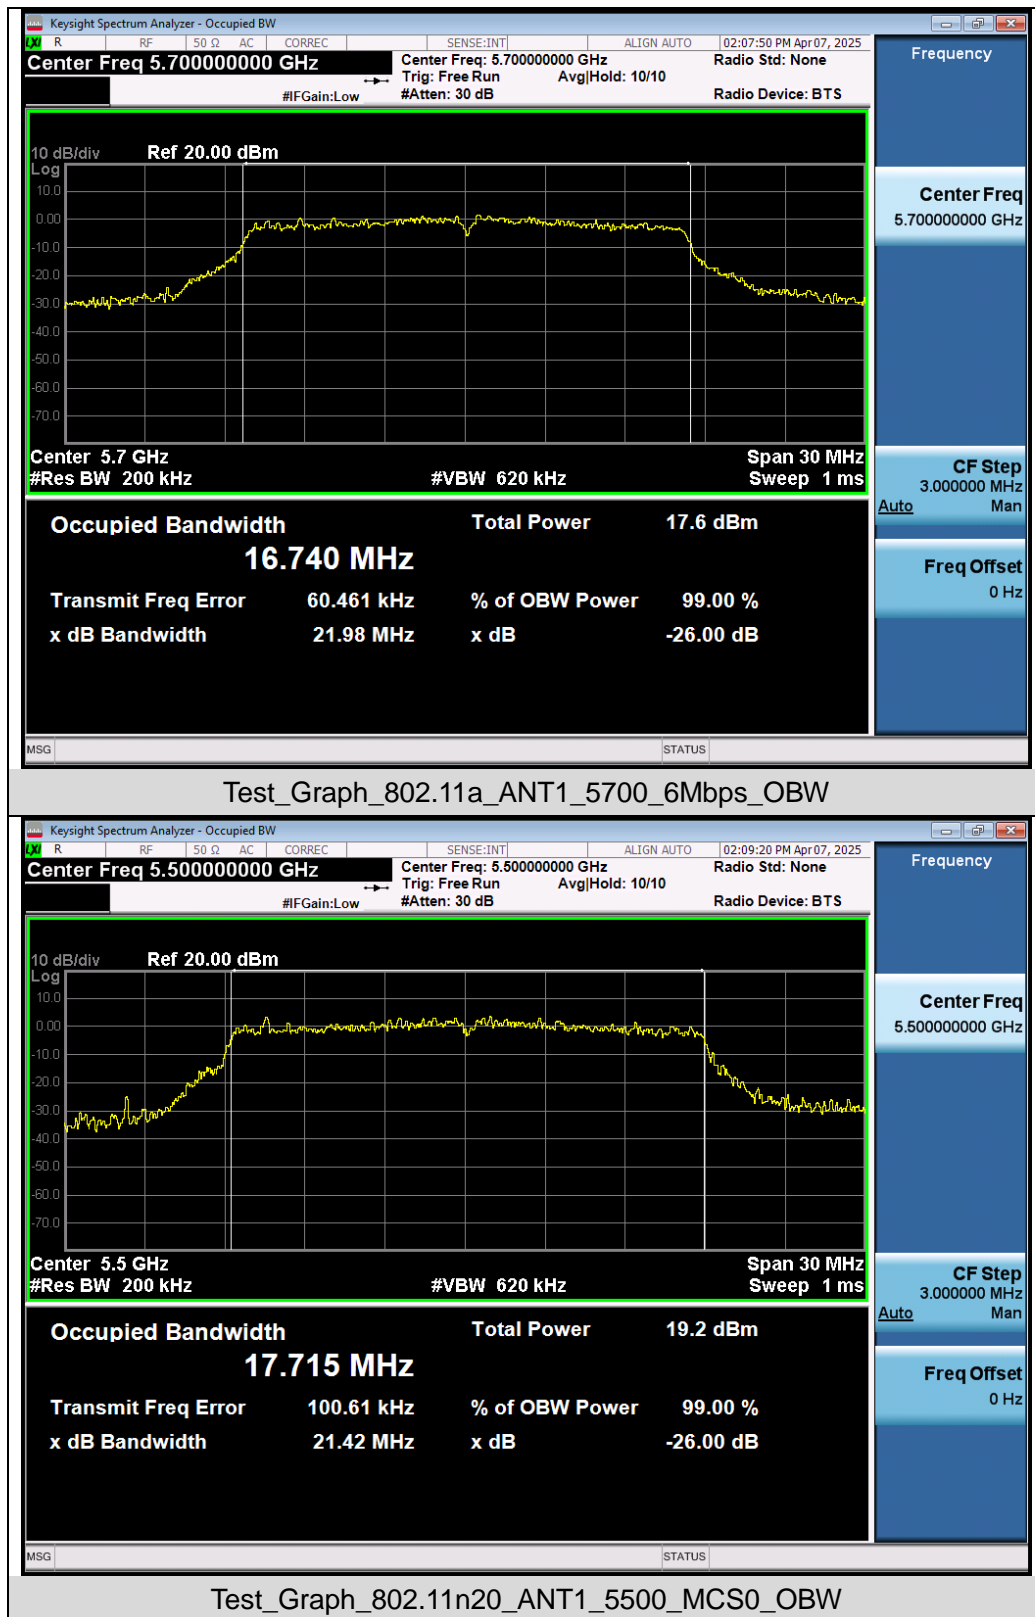 Keysight Spectrum Analyzer - Occupied BW
LXI R RF 50 Ω AC CORREC SENSE:INT ALIGN AUTO 02:07:50 PM Apr 07, 2025
Center Freq 5.700000000 GHz
Center Freq: 5.700000000 GHz Radio Std: None
Trig: Free Run Avg|Hold: 10/10
#IFGain:Low #Atten: 30 dB Radio Device: BTS
Frequency
10 dB/div Ref 20.00 dBm
Log
10.0
0.00
-10.0
-20.0
-30.0
-40.0
-50.0
-60.0
-70.0
Center Freq
5.700000000 GHz
Center 5.7 GHz Span 30 MHz
#Res BW 200 kHz #VBW 620 kHz Sweep 1 ms
CF Step
3.000000 MHz
Auto Man
Occupied Bandwidth Total Power 17.6 dBm
16.740 MHz
Transmit Freq Error 60.461 kHz % of OBW Power 99.00 %
x dB Bandwidth 21.98 MHz x dB -26.00 dB
Freq Offset
0 Hz
MSG STATUS
Test_Graph_802.11a_ANT1_5700_6Mbps_OBW
Keysight Spectrum Analyzer - Occupied BW
LXI R RF 50 Ω AC CORREC SENSE:INT ALIGN AUTO 02:09:20 PM Apr 07, 2025
Center Freq 5.500000000 GHz
Center Freq: 5.500000000 GHz Radio Std: None
Trig: Free Run Avg|Hold: 10/10
#IFGain:Low #Atten: 30 dB Radio Device: BTS
Frequency
10 dB/div Ref 20.00 dBm
Log
10.0
0.00
-10.0
-20.0
-30.0
-40.0
-50.0
-60.0
-70.0
Center Freq
5.500000000 GHz
Center 5.5 GHz Span 30 MHz
#Res BW 200 kHz #VBW 620 kHz Sweep 1 ms
CF Step
3.000000 MHz
Auto Man
Occupied Bandwidth Total Power 19.2 dBm
17.715 MHz
Transmit Freq Error 100.61 kHz % of OBW Power 99.00 %
x dB Bandwidth 21.42 MHz x dB -26.00 dB
Freq Offset
0 Hz
MSG STATUS
Test_Graph_802.11n20_ANT1_5500_MCS0_OBW